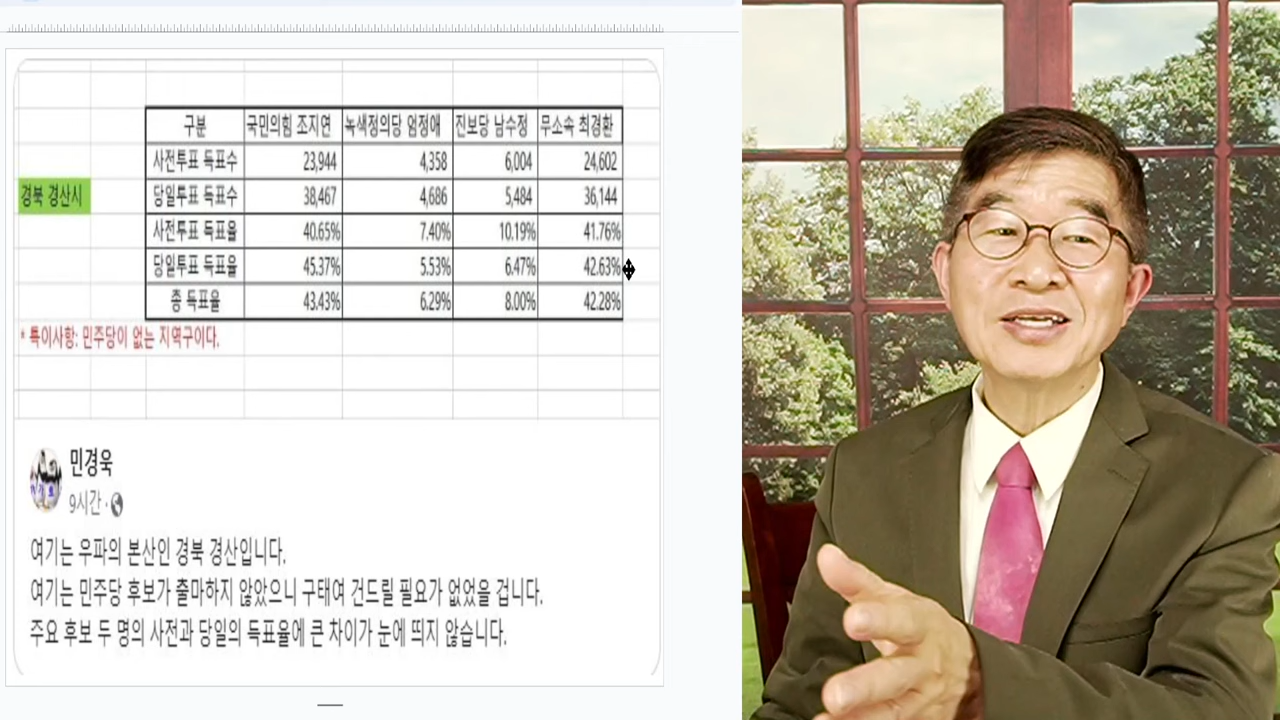 구분 국민의힘 조지연 녹색정의당 엄정애 진보당 남수정 무소속 최경환
사전투표 득표수 23,944 4,358 6,004 24,602
경북 경산시 당일투표 득표수 38,467 4,686 5,484 36,144
사전투표 득표율 40.65% 7.40% 10.19% 41.76%
당일투표 득표율 45.37% 5.53% 6.47% 42.63%
총 득표율 43.43% 6.29% 8.00% 42.28%
* 특이사항: 민주당이 없는 지역구이다.
민경욱
9시간 ·
여기는 우파의 본산인 경북 경산입니다.
여기는 민주당 후보가 출마하지 않았으니 구태여 건드릴 필요가 없었을 겁니다.
주요 후보 두 명의 사전과 당일의 득표율에 큰 차이가 눈에 띄지 않습니다.